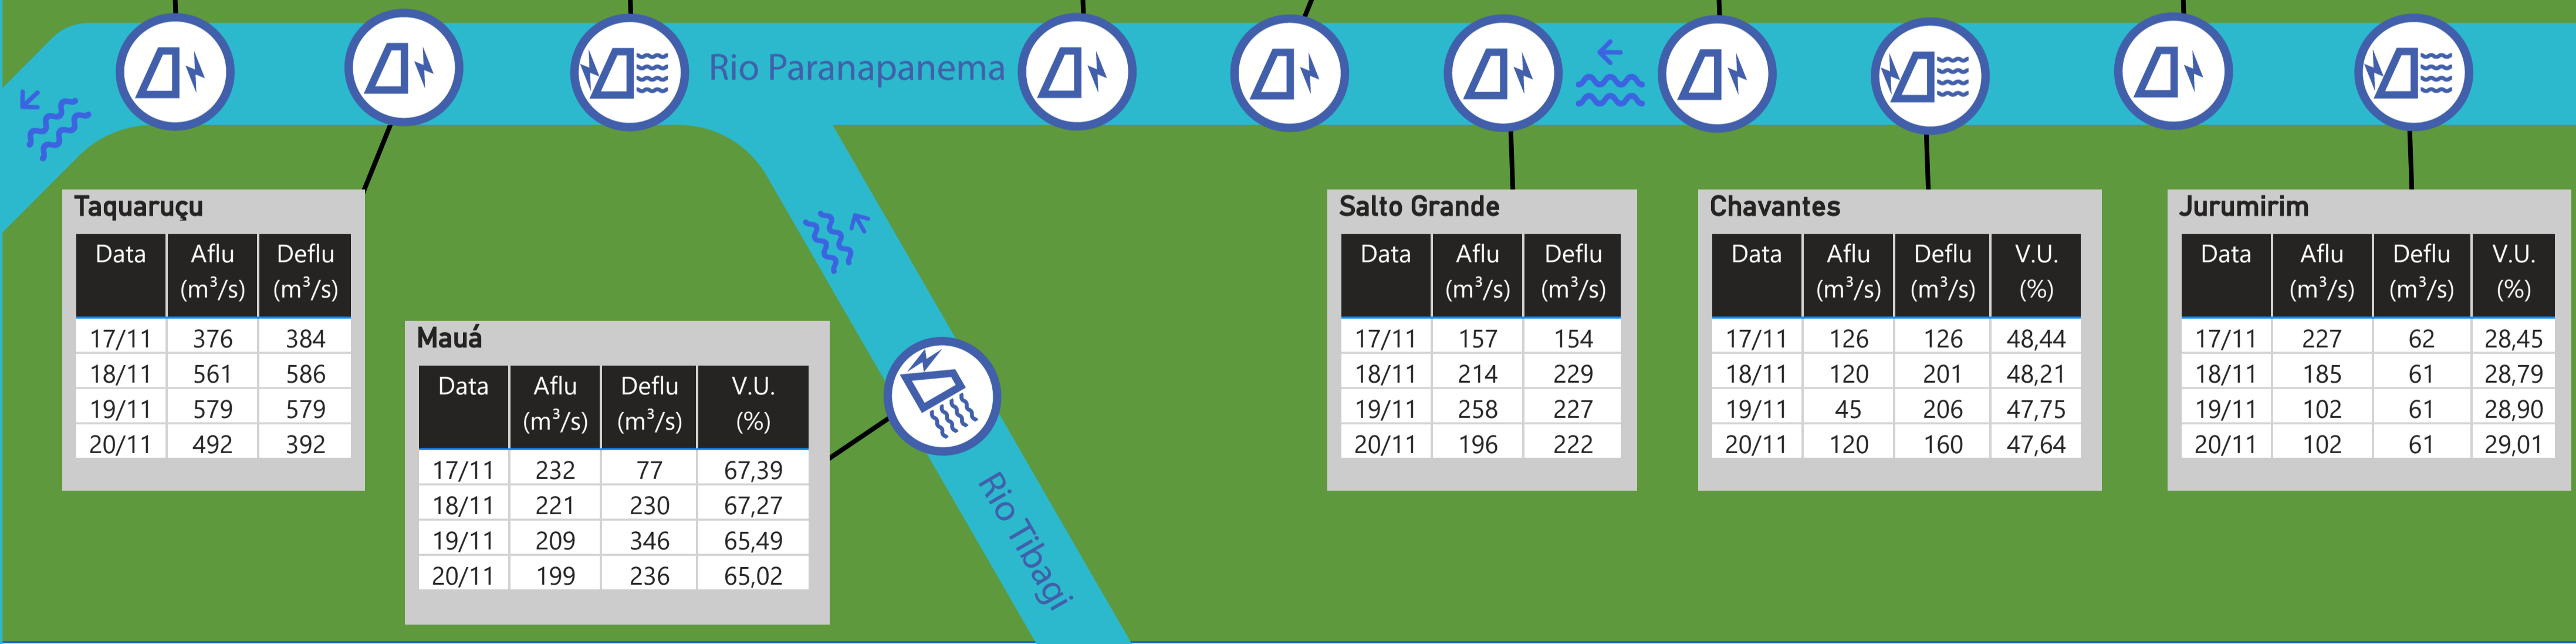 Rio Paranapanema
Taquaruçu
Data Aflu (m³/s) Deflu (m³/s)
17/11 376 384
18/11 561 586
19/11 579 579
20/11 492 392
Mauá
Data Aflu (m³/s) Deflu (m³/s) V.U. (%)
17/11 232 77 67,39
18/11 221 230 67,27
19/11 209 346 65,49
20/11 199 236 65,02
Rio Tibagi
Salto Grande
Data Aflu (m³/s) Deflu (m³/s)
17/11 157 154
18/11 214 229
19/11 258 227
20/11 196 222
Chavantes
Data Aflu (m³/s) Deflu (m³/s) V.U. (%)
17/11 126 126 48,44
18/11 120 201 48,21
19/11 45 206 47,75
20/11 120 160 47,64
Jurumirim
Data Aflu (m³/s) Deflu (m³/s) V.U. (%)
17/11 227 62 28,45
18/11 185 61 28,79
19/11 102 61 28,90
20/11 102 61 29,01